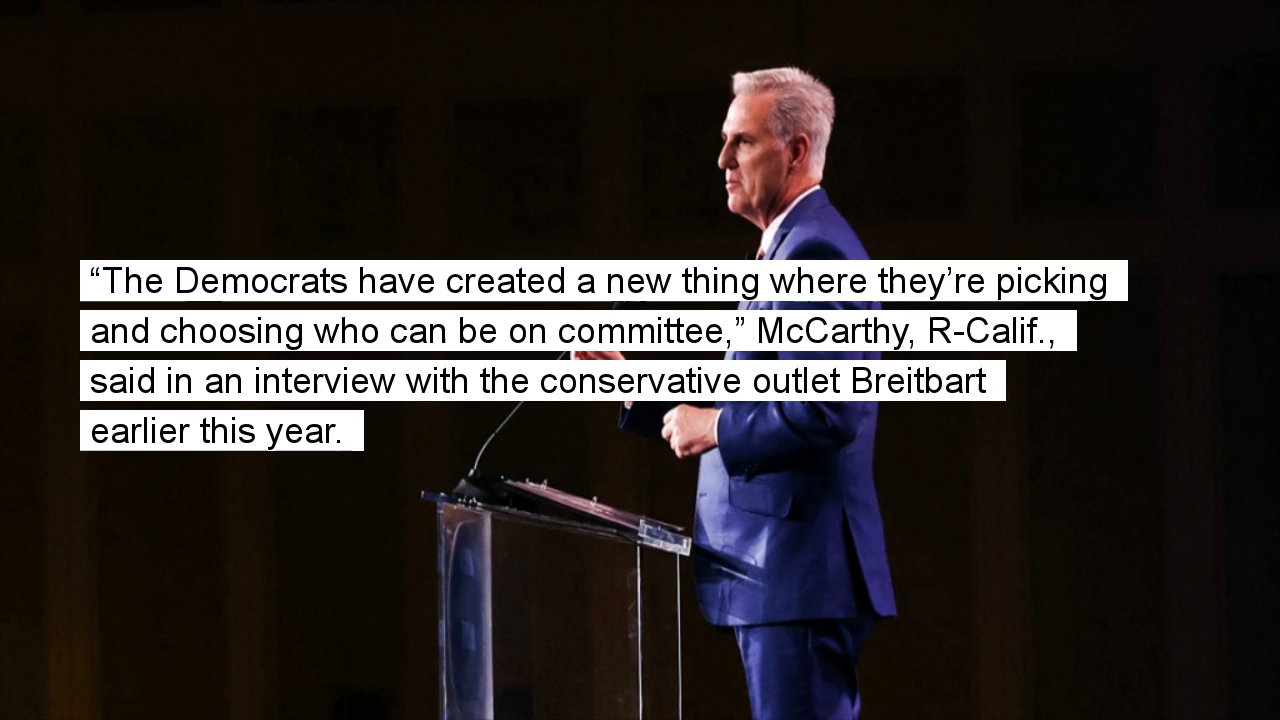 “The Democrats have created a new thing where they’re picking
and choosing who can be on committee,” McCarthy, R-Calif.,
said in an interview with the conservative outlet Breitbart
earlier this year.